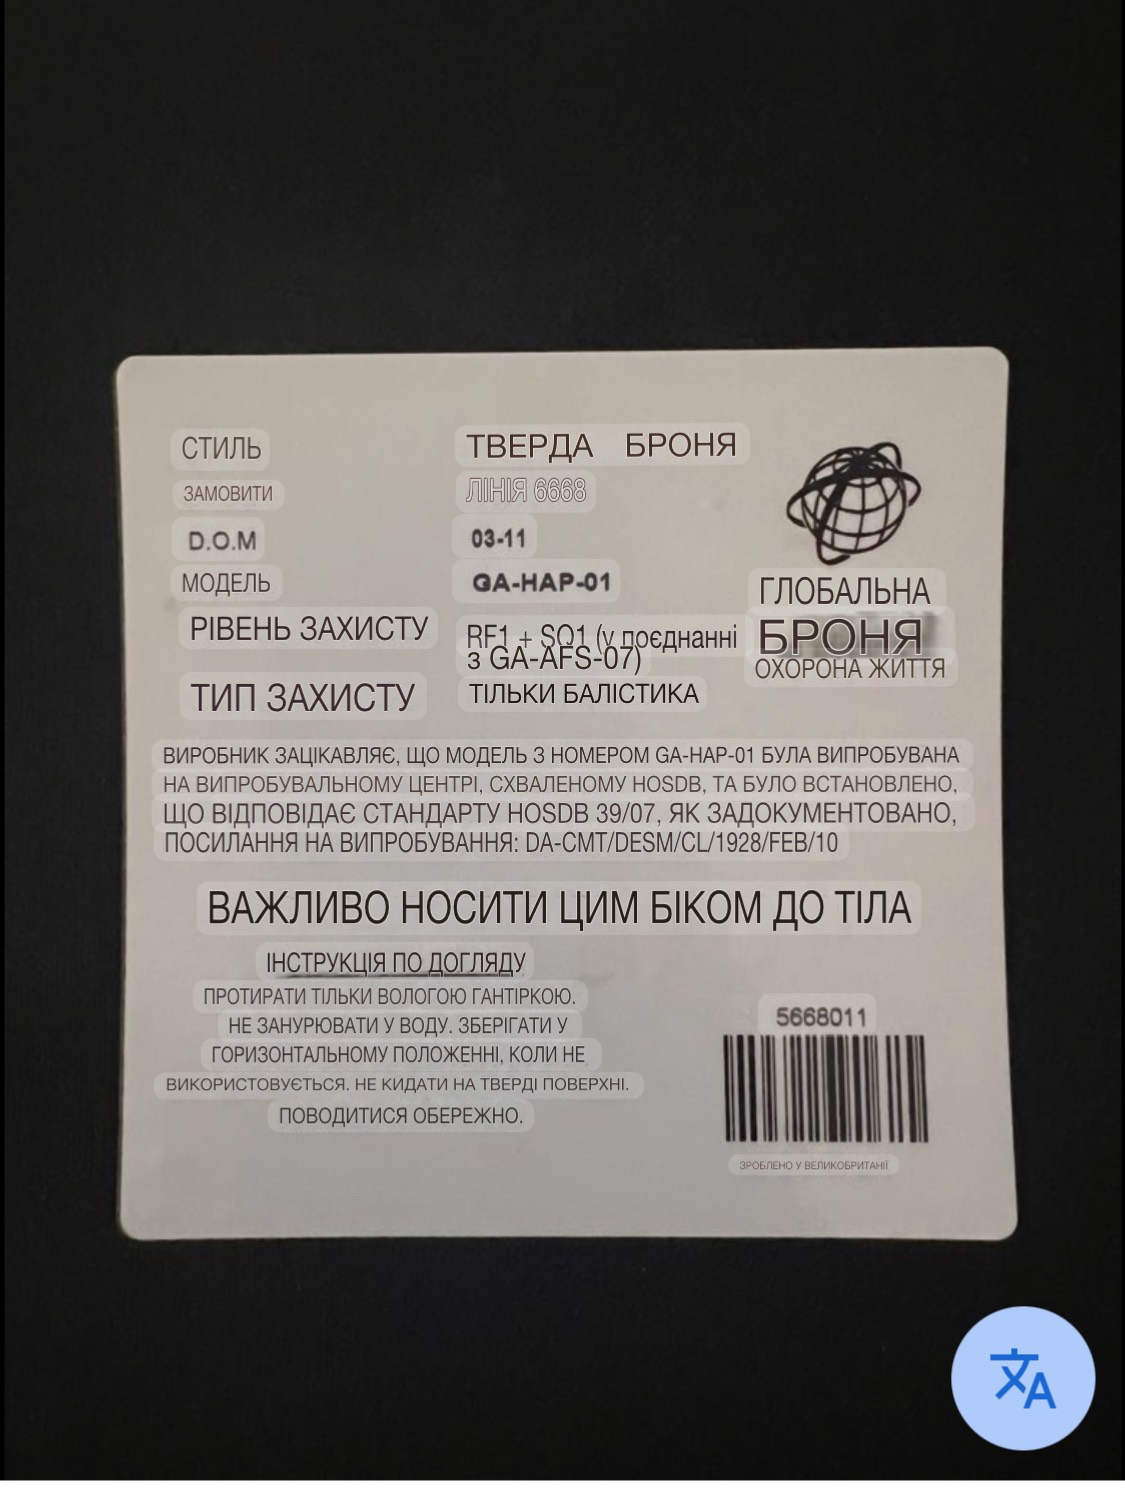 СТИЛЬ ТВЕРДА БРОНЯ
ЗАМОВИТИ ЛІНІЯ 6668
D.O.M 03-11
МОДЕЛЬ GA-HAP-01
РІВЕНЬ ЗАХИСТУ RF1 + SQ1 (у поєднанні
з GA-AFS-07)
ТИП ЗАХИСТУ ТІЛЬКИ БАЛІСТИКА
ГЛОБАЛЬНА
БРОНЯ
ОХОРОНА ЖИТТЯ
ВИРОБНИК ЗАЦІКАВЛЯЄ, ЩО МОДЕЛЬ З НОМЕРОМ GA-HAP-01 БУЛА ВИПРОБУВАНА
НА ВИПРОБУВАЛЬНОМУ ЦЕНТРІ, СХВАЛЕНОМУ HOSDB, ТА БУЛО ВСТАНОВЛЕНО,
ЩО ВІДПОВІДАЄ СТАНДАРТУ HOSDB 39/07, ЯК ЗАДОКУМЕНТОВАНО,
ПОСИЛАННЯ НА ВИПРОБУВАННЯ: DA-CMT/DESM/CL/1928/FEB/10
ВАЖЛИВО НОСИТИ ЦИМ БІКОМ ДО ТІЛА
ІНСТРУКЦІЯ ПО ДОГЛЯДУ
ПРОТИРАТИ ТІЛЬКИ ВОЛОГОЮ ГАНТІРКОЮ.
НЕ ЗАНУРЮВАТИ У ВОДУ. ЗБЕРІГАТИ У
ГОРИЗОНТАЛЬНОМУ ПОЛОЖЕННІ, КОЛИ НЕ
ВИКОРИСТОВУЄТЬСЯ. НЕ КИДАТИ НА ТВЕРДІ ПОВЕРХНІ.
ПОВОДИТИСЯ ОБЕРЕЖНО.
5668011
ЗРОБЛЕНО У ВЕЛИКОБРИТАНІЇ